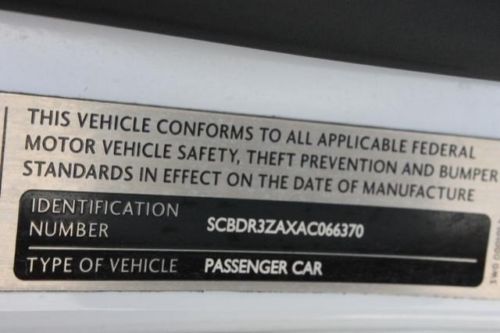 THIS VEHICLE CONFORMS TO ALL APPLICABLE FEDERAL
MOTOR VEHICLE SAFETY, THEFT PREVENTION AND BUMPER
STANDARDS IN EFFECT ON THE DATE OF MANUFACTURE
IDENTIFICATION
NUMBER SCBDR3ZAXAC066370
TYPE OF VEHICLE PASSENGER CAR